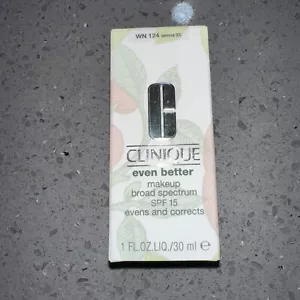 WN 124 sienna (D)
CLINIQUE
even better
makeup
broad spectrum
SPF 15
evens and corrects
1 FL.OZ.LIQ./30 ml e